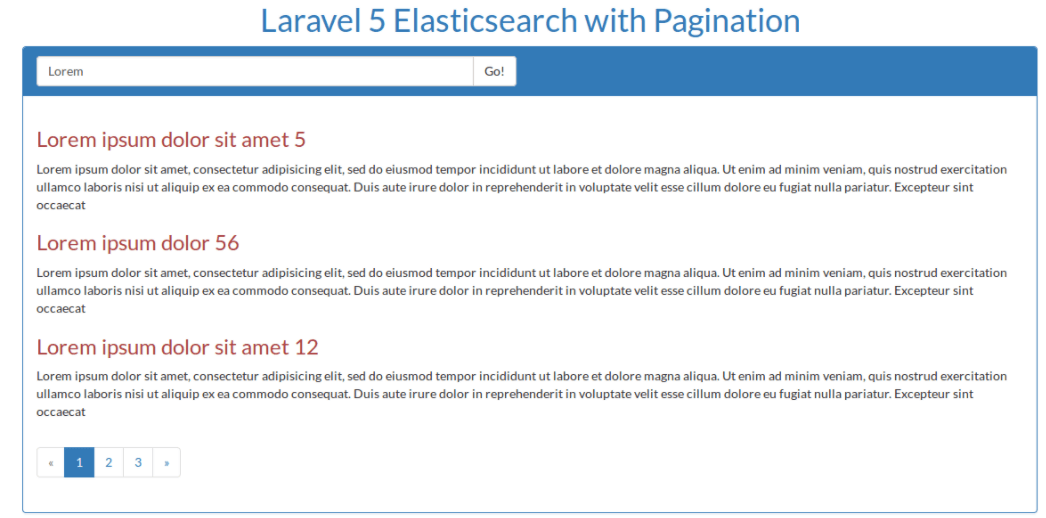 Laravel 5 Elasticsearch with Pagination
Lorem Go!
Lorem ipsum dolor sit amet 5
Lorem ipsum dolor sit amet, consectetur adipisicing elit, sed do eiusmod tempor incididunt ut labore et dolore magna aliqua. Ut enim ad minim veniam, quis nostrud exercitation
ullamco laboris nisi ut aliquip ex ea commodo consequat. Duis aute irure dolor in reprehenderit in voluptate velit esse cillum dolore eu fugiat nulla pariatur. Excepteur sint
occaecat
Lorem ipsum dolor 56
Lorem ipsum dolor sit amet, consectetur adipisicing elit, sed do eiusmod tempor incididunt ut labore et dolore magna aliqua. Ut enim ad minim veniam, quis nostrud exercitation
ullamco laboris nisi ut aliquip ex ea commodo consequat. Duis aute irure dolor in reprehenderit in voluptate velit esse cillum dolore eu fugiat nulla pariatur. Excepteur sint
occaecat
Lorem ipsum dolor sit amet 12
Lorem ipsum dolor sit amet, consectetur adipisicing elit, sed do eiusmod tempor incididunt ut labore et dolore magna aliqua. Ut enim ad minim veniam, quis nostrud exercitation
ullamco laboris nisi ut aliquip ex ea commodo consequat. Duis aute irure dolor in reprehenderit in voluptate velit esse cillum dolore eu fugiat nulla pariatur. Excepteur sint
occaecat
« 1 2 3 »